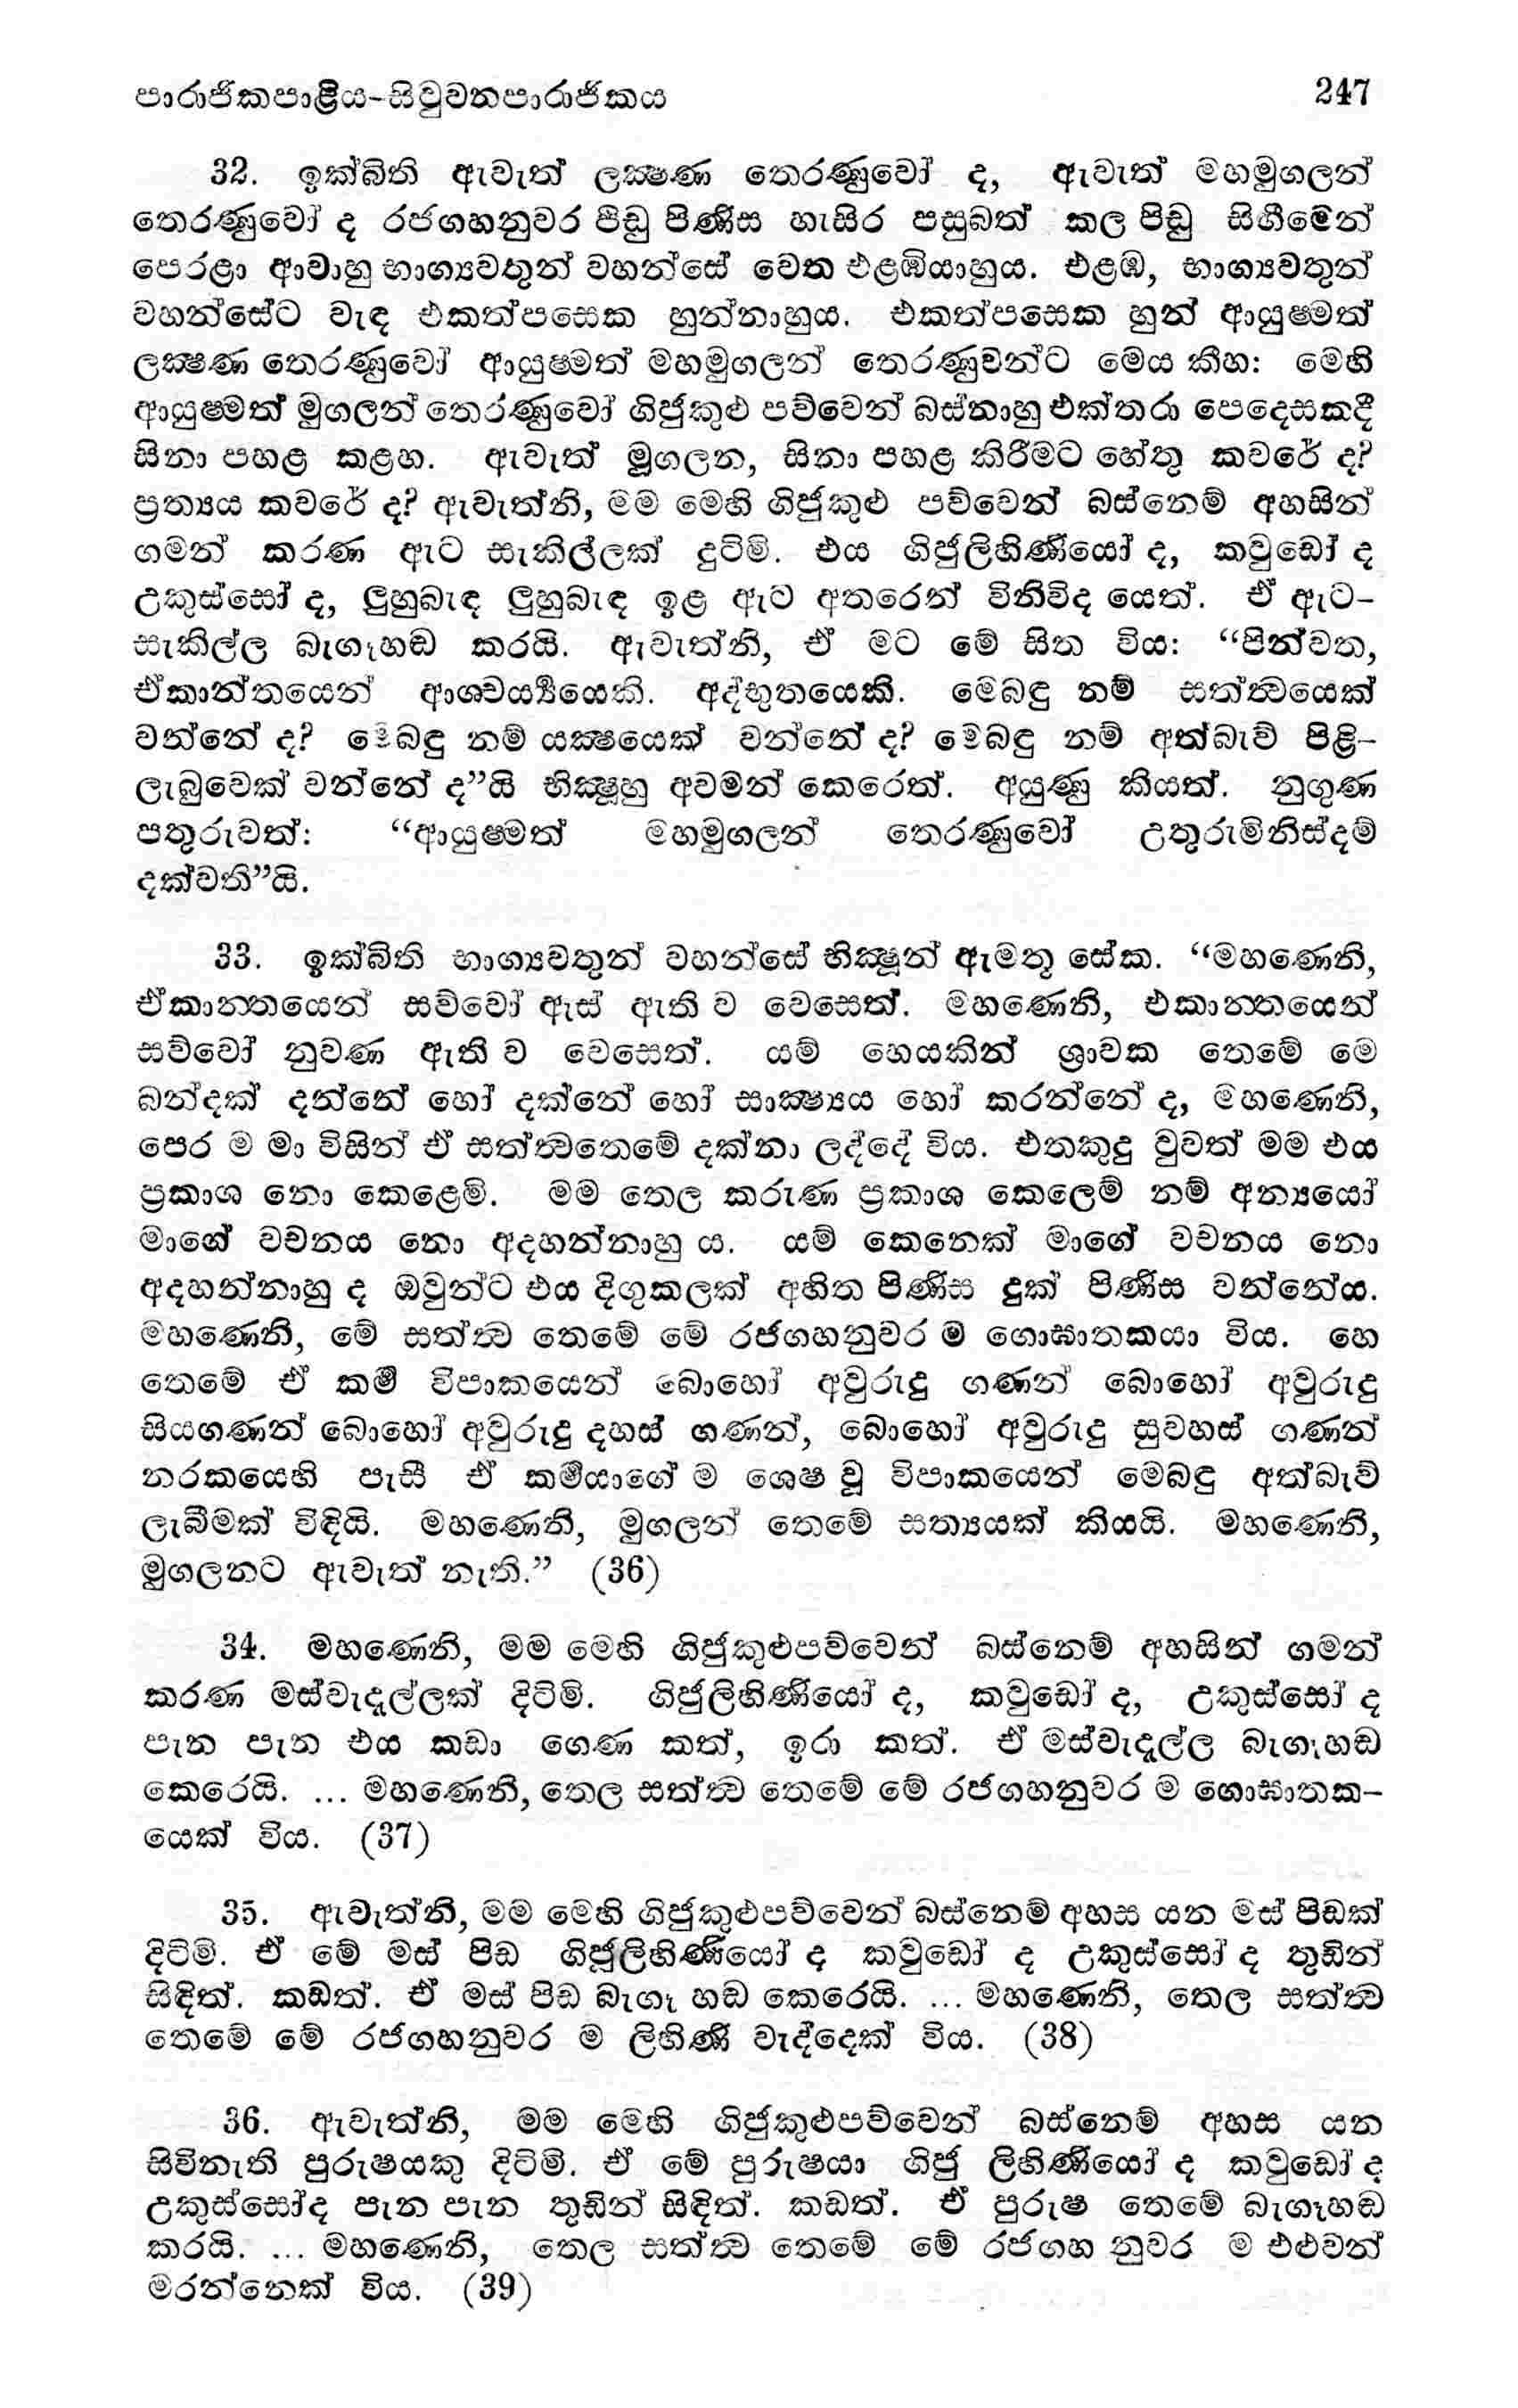 පාරාජිකපාළිය-සිවුවනපාරාජිකය 247
32. ඉක්බිති ඇවැත් ලක්‍ෂණ තෙරණුවෝ ද, ඇවැත් මහමුගලන්
තෙරණුවෝ ද රජගහනුවර පිඩු පිණිස හැසිර පසුබත් කල පිඩු සිඟීමෙන්
පෙරළා ආවාහු භාග්‍යවතුන් වහන්සේ වෙත එළඹියාහුය. එළඹ, භාග්‍යවතුන්
වහන්සේට වැඳ එකත්පසෙක හුන්නාහුය. එකත්පසෙක හුන් ආයුෂ්මත්
ලක්‍ෂණ තෙරණුවෝ ආයුෂ්මත් මහමුගලන් තෙරණුවන්ට මෙය කීහ: මෙහි
ආයුෂ්මත් මුගලන් තෙරණුවෝ ගිජුකුළු පව්වෙන් බස්නාහු එක්තරා පෙදෙසකදී
සිනා පහළ කළහ. ඇවැත් මූගලන, සිනා පහළ කිරීමට හේතු කවරේ ද?
ප්‍රත්‍යය කවරේ ද? ඇවැත්නි, මම මෙහි ගිජුකුළු පව්වෙන් බස්නෙම් අහසින්
ගමන් කරණ ඇට සැකිල්ලක් දුටිමි. එය ගිජුලිහිණියෝ ද, කවුඩෝ ද
උකුස්සෝ ද, ලුහුබැඳ ලුහුබැඳ ඉළ ඇට අතරෙන් විනිවිද යෙත්. ඒ ඇට-
සැකිල්ල බැගෑහඬ කරයි. ඇවැත්නි, ඒ මට මේ සිත විය: “පින්වත,
ඒකාන්තයෙන් ආශ්චර්‍ය්‍යයෙකි. අද්භුතයෙකි. මෙබඳු නම් සත්ත්‍වයෙක්
වන්නේ ද? මෙබඳු නම් යක්‍ෂයෙක් වන්නේ ද? මෙබඳු නම් අත්බැව් පිළි-
ලැබුවෙක් වන්නේ ද”යි භික්‍ෂූහු අවමන් කෙරෙත්. අයුණු කියත්. නුගුණ
පතුරුවත්: “ආයුෂ්මත් මහමුගලන් තෙරණුවෝ උතුරුමිනිස්දම්
දක්වති”යි.
33. ඉක්බිති භාග්‍යවතුන් වහන්සේ භික්‍ෂූන් ඇමතූ සේක. “මහණෙනි,
ඒකාන්තයෙන් සව්වෝ ඇස් ඇති ව වෙසෙත්. මහණෙනි, එකාන්තයෙන්
සව්වෝ නුවණ ඇති ව වෙසෙත්. යම් හෙයකින් ශ්‍රාවක තෙමේ මෙ
බන්දක් දන්නේ හෝ දක්නේ හෝ සාක්‍ෂ්‍යය හෝ කරන්නේ ද, මහණෙනි,
පෙර ම මා විසින් ඒ සත්ත්‍වතෙමේ දක්නා ලද්දේ විය. එතකුදු වුවත් මම එය
ප්‍රකාශ නො කෙළෙමි. මම තෙල කරුණ ප්‍රකාශ කෙලෙම් නම් අන්‍යයෝ
මාගේ වචනය නො අදහන්නාහු ය. යම් කෙනෙක් මාගේ වචනය නො
අදහන්නාහු ද ඔවුන්ට එය දිගුකලක් අහිත පිණිස දුක් පිණිස වන්නේය.
මහණෙනි, මේ සත්ත්‍ව තෙමේ මේ රජගහනුවර ම ගොඝාතකයා විය. හෙ
තෙමේ ඒ කර්‍ම විපාකයෙන් බොහෝ අවුරුදු ගණන් බොහෝ අවුරුදු
සියගණන් බොහෝ අවුරුදු දහස් ගණන්, බොහෝ අවුරුදු සුවහස් ගණන්
නරකයෙහි පැසී ඒ කර්‍මයාගේ ම ශෙෂ වූ විපාකයෙන් මෙබඳු අත්බැව්
ලැබීමක් විඳියි. මහණෙනි, මුගලන් තෙමේ සත්‍යයක් කියයි. මහණෙනි,
මුගලනට ඇවැත් නැති.” (36)
34. මහණෙනි, මම මෙහි ගිජුකුළුපව්වෙන් බස්නෙම් අහසින් ගමන්
කරණ මස්වැදැල්ලක් දිටිමි. ගිජුලිහිණියෝ ද, කවුඩෝ ද, උකුස්සෝ ද
පැන පැන එය කඩා ගෙණ කත්, ඉරා කත්. ඒ මස්වැදැල්ල බැගෑහඬ
කෙරෙයි. ... මහණෙනි, තෙල සත්ත්‍ව තෙමේ මේ රජගහනුවර ම ගොඝාතක-
යෙක් විය. (37)
35. ඇවැත්නි, මම මෙහි ගිජුකුළුපව්වෙන් බස්නෙම් අහස යන මස් පිඩක්
දිටිමි. ඒ මේ මස් පිඩ ගිජුලිහිණියෝ ද කවුඩෝ ද උකුස්සෝ ද තුඩින්
සිඳිත්. කඩත්. ඒ මස් පිඩ බැගෑ හඬ කෙරෙයි. ... මහණෙනි, තෙල සත්ත්‍ව
තෙමේ මේ රජගහනුවර ම ලිහිණි වැද්දෙක් විය. (38)
36. ඇවැත්නි, මම මෙහි ගිජුකුළුපව්වෙන් බස්නෙම් අහස යන
සිවිනැති පුරුෂයකු දිටිමි. ඒ මේ පුරුෂයා ගිජු ලිහිණියෝ ද කවුඩෝ ද
උකුස්සෝද පැන පැන තුඩින් සිඳිත්. කඩත්. ඒ පුරුෂ තෙමේ බැගෑහඬ
කරයි. ... මහණෙනි, තෙල සත්ත්‍ව තෙමේ මේ රජගහ නුවර ම එළුවන්
මරන්නෙක් විය. (39)